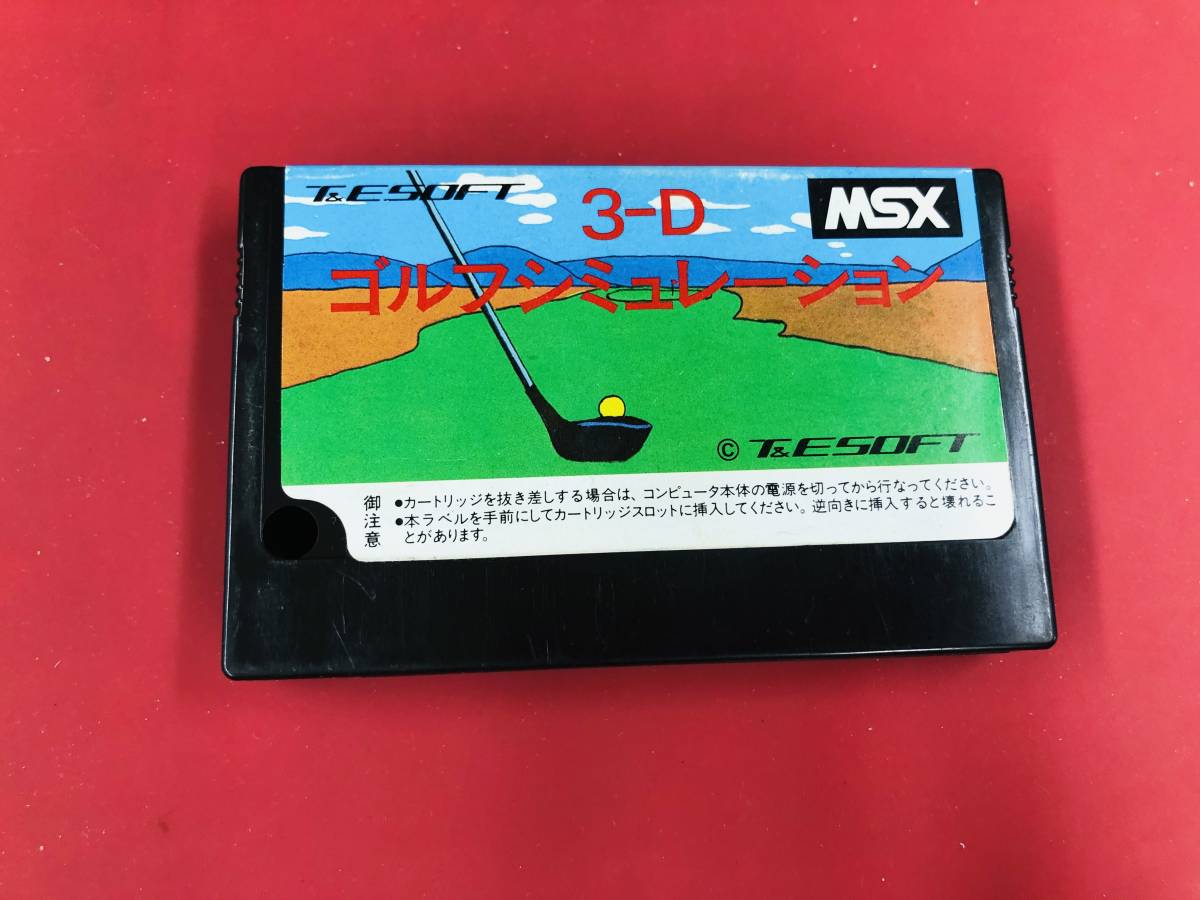 T&ESOFT
3-D
MSX
ゴルフシミュレーション
© T&ESOFT
御注意
●カートリッジを抜き差しする場合は、コンピュータ本体の電源を切ってから行なってください。
●本ラベルを手前にしてカートリッジスロットに挿入してください。逆向きに挿入すると壊れるこ
とがあります。